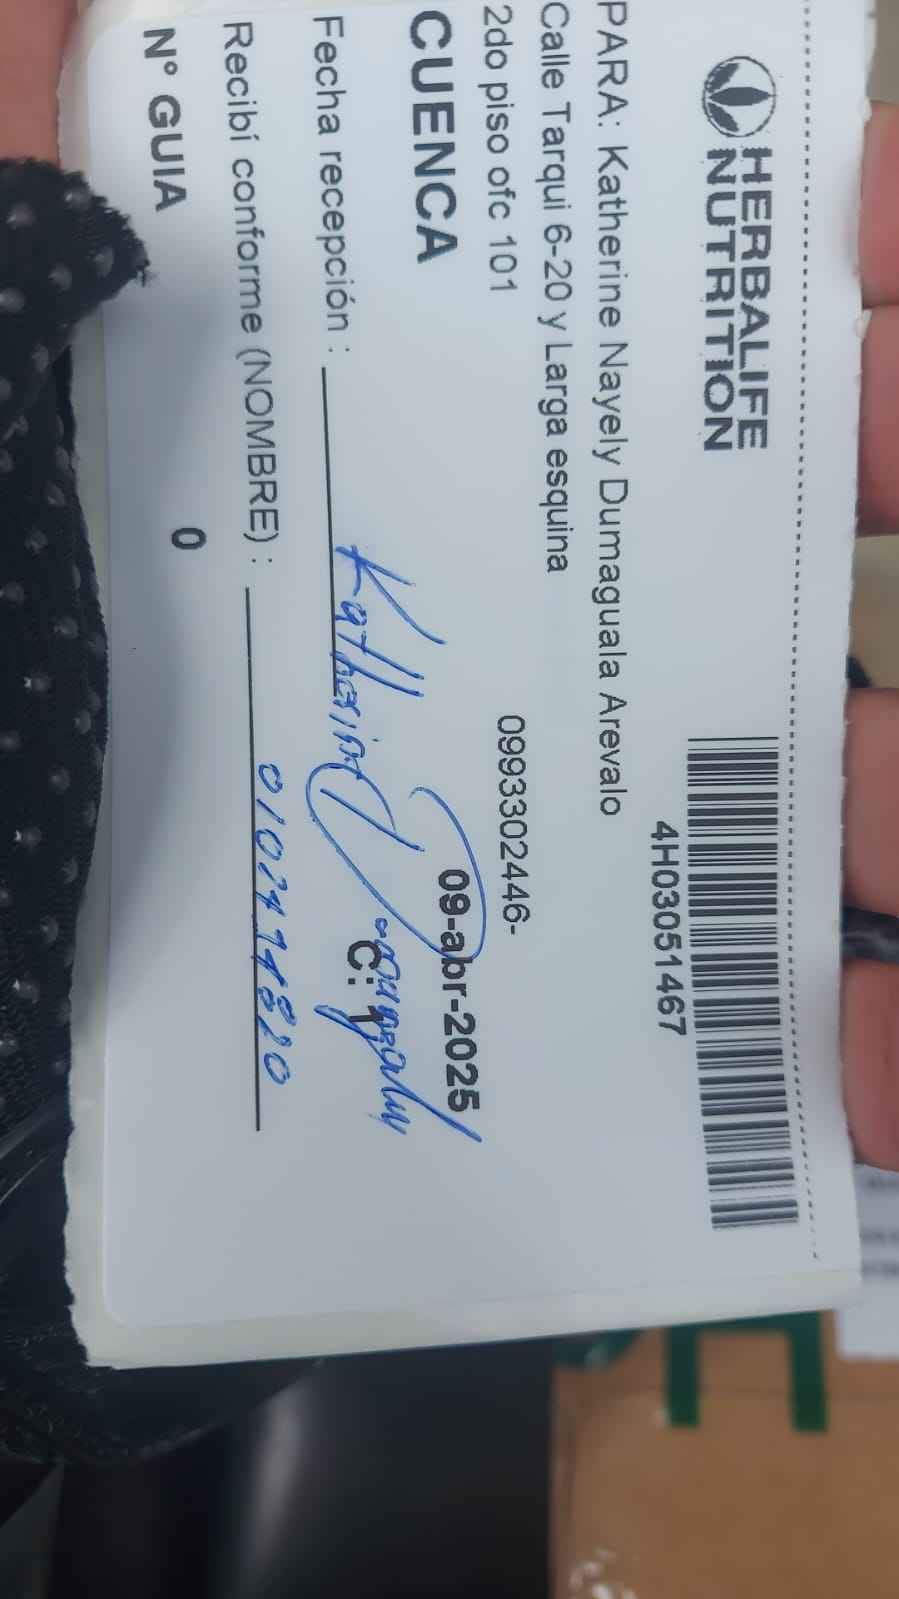 HERBALIFE
NUTRITION
4H03051467
PARA: Katherine Nayely Dumaguala Arevalo
Calle Tarqui 6-20 y Larga esquina
2do piso ofc 101
0993302446-
CUENCA
09-abr-2025
C: 1
Fecha recepción :
Katherine
Recibí conforme (NOMBRE) :
N° GUIA
0